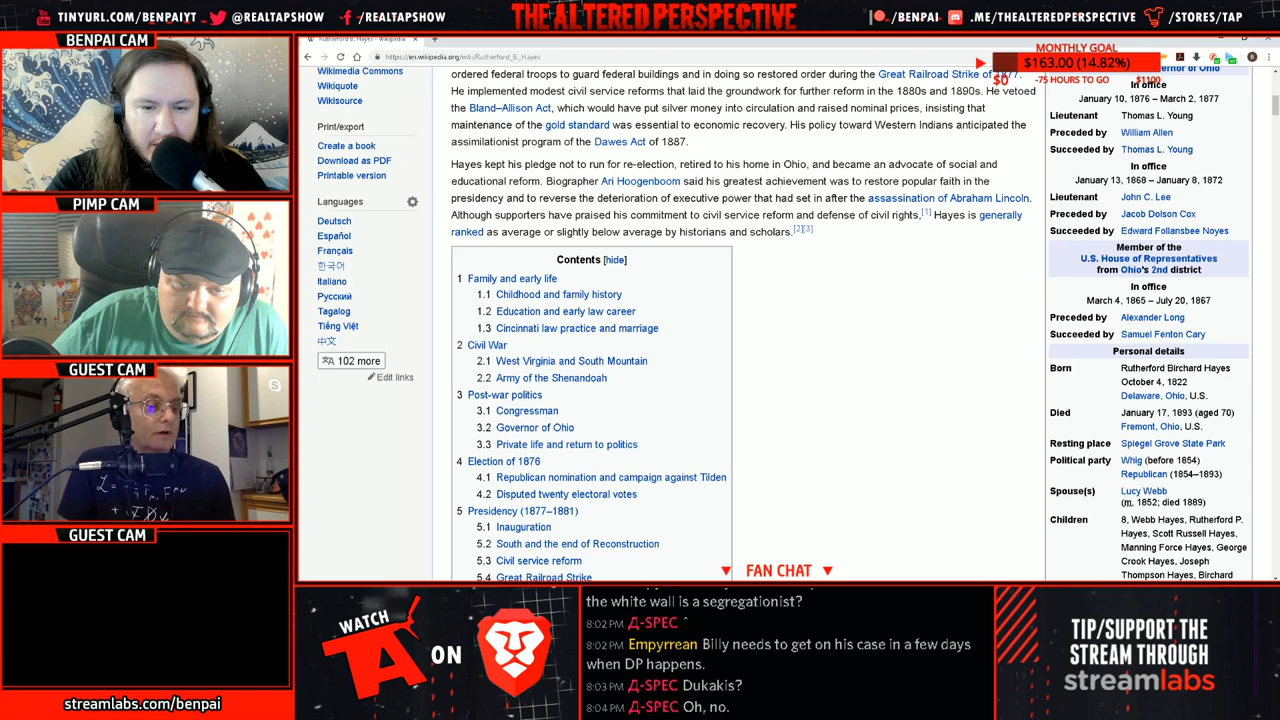 TINYURL.COM/BENPAIYT
@REALTAPSHOW
/REALTAPSHOW
THE ALTERED PERSPECTIVE
/BENPAI
.ME/THEALTEREDPERSPECTIVE
/STORES/TAP
BENPAI CAM
PIMP CAM
GUEST CAM
GUEST CAM
streamlabs.com/benpai
Rutherford B. Hayes - Wikipedia
https://en.wikipedia.org/wiki/Rutherford_B._Hayes
MONTHLY GOAL
$163.00 (14.82%)
$0
-75 HOURS TO GO
$1100
Wikimedia Commons
Wikiquote
Wikisource
Print/export
Create a book
Download as PDF
Printable version
Languages
Deutsch
Español
Français
한국어
Italiano
Русский
Tagalog
Tiếng Việt
中文
102 more
Edit links
ordered federal troops to guard federal buildings and in doing so restored order during the Great Railroad Strike of 1877.
He implemented modest civil service reforms that laid the groundwork for further reform in the 1880s and 1890s. He vetoed
the Bland–Allison Act, which would have put silver money into circulation and raised nominal prices, insisting that
maintenance of the gold standard was essential to economic recovery. His policy toward Western Indians anticipated the
assimilationist program of the Dawes Act of 1887.
Hayes kept his pledge not to run for re-election, retired to his home in Ohio, and became an advocate of social and
educational reform. Biographer Ari Hoogenboom said his greatest achievement was to restore popular faith in the
presidency and to reverse the deterioration of executive power that had set in after the assassination of Abraham Lincoln.
Although supporters have praised his commitment to civil service reform and defense of civil rights,[1] Hayes is generally
ranked as average or slightly below average by historians and scholars.[2][3]
Contents [hide]
1 Family and early life
1.1 Childhood and family history
1.2 Education and early law career
1.3 Cincinnati law practice and marriage
2 Civil War
2.1 West Virginia and South Mountain
2.2 Army of the Shenandoah
3 Post-war politics
3.1 Congressman
3.2 Governor of Ohio
3.3 Private life and return to politics
4 Election of 1876
4.1 Republican nomination and campaign against Tilden
4.2 Disputed twenty electoral votes
5 Presidency (1877–1881)
5.1 Inauguration
5.2 South and the end of Reconstruction
5.3 Civil service reform
5.4 Great Railroad Strike
ernor of Ohio
In office
January 10, 1876 – March 2, 1877
Lieutenant Thomas L. Young
Preceded by William Allen
Succeeded by Thomas L. Young
In office
January 13, 1868 – January 8, 1872
Lieutenant John C. Lee
Preceded by Jacob Dolson Cox
Succeeded by Edward Follansbee Noyes
Member of the
U.S. House of Representatives
from Ohio's 2nd district
In office
March 4, 1865 – July 20, 1867
Preceded by Alexander Long
Succeeded by Samuel Fenton Cary
Personal details
Born Rutherford Birchard Hayes
October 4, 1822
Delaware, Ohio, U.S.
Died January 17, 1893 (aged 70)
Fremont, Ohio, U.S.
Resting place Spiegel Grove State Park
Political party Whig (before 1854)
Republican (1854–1893)
Spouse(s) Lucy Webb
(m. 1852; died 1889)
Children 8, Webb Hayes, Rutherford P.
Hayes, Scott Russell Hayes,
Manning Force Hayes, George
Crook Hayes, Joseph
Thompson Hayes, Birchard
FAN CHAT
WATCH
ON
the white wall is a segregationist?
8:02 PM Д-SPEC ^
8:02 PM Empyrrean Billy needs to get on his case in a few days
when DP happens.
8:03 PM Д-SPEC Dukakis?
8:04 PM Д-SPEC Oh, no.
TIP/SUPPORT THE
STREAM THROUGH
streamlabs